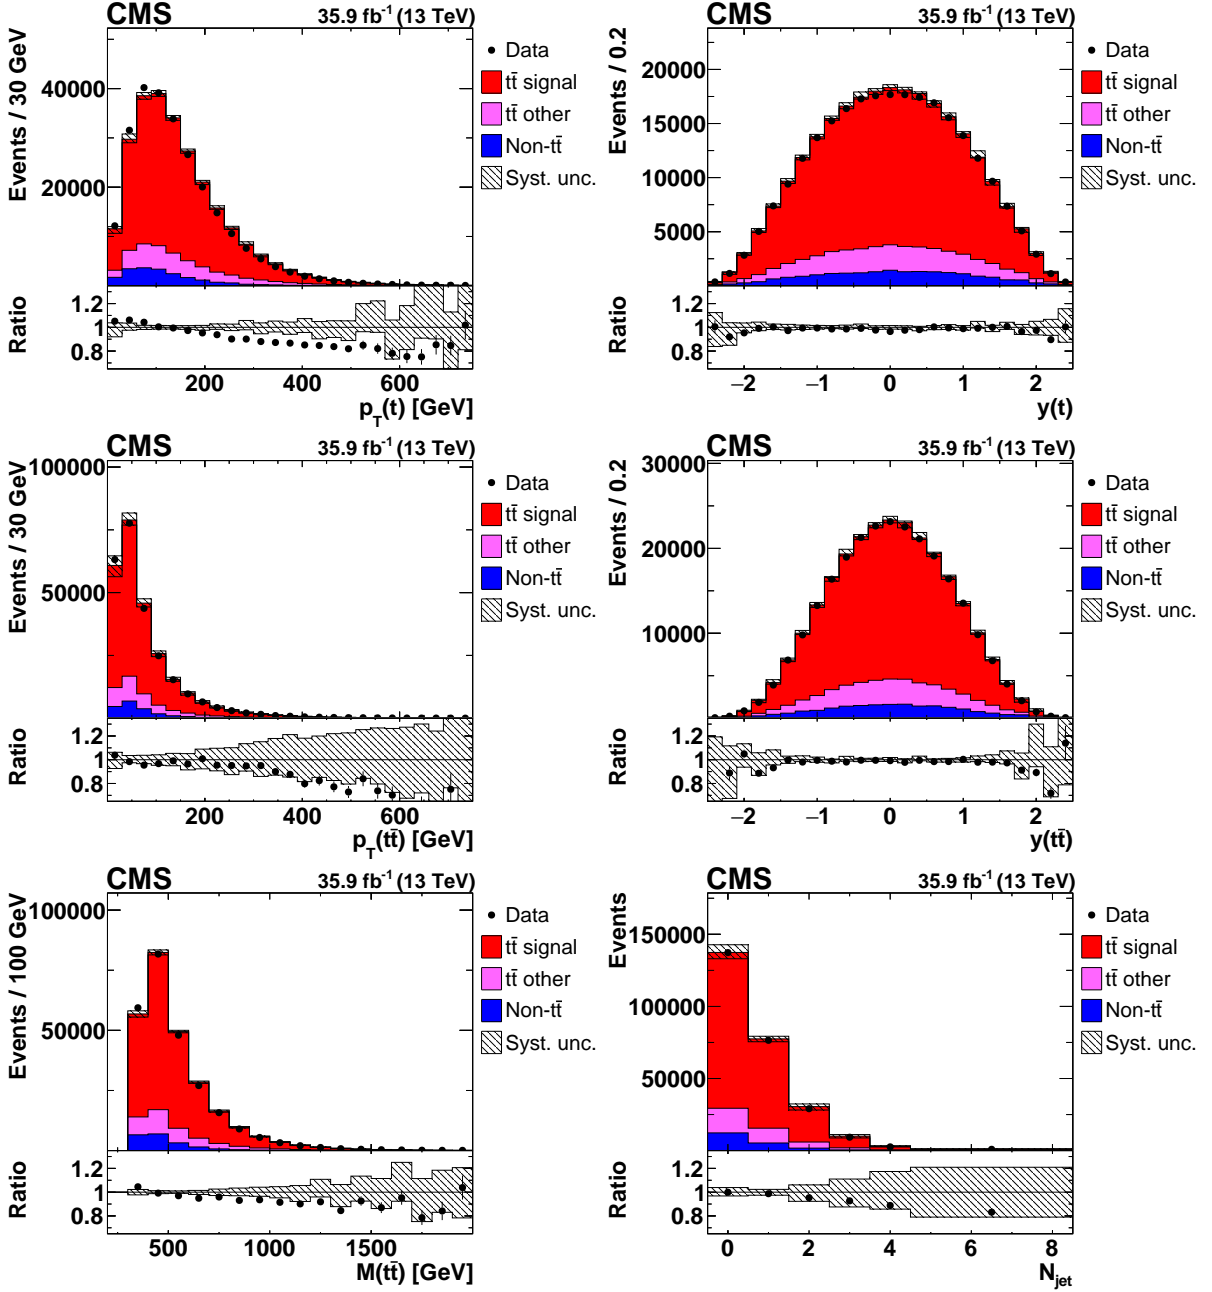 CMS 35.9 fb⁻¹ (13 TeV)
Events / 30 GeV
40000
20000
Data
tt̄ signal
tt̄ other
Non-tt̄
Syst. unc.
Ratio
1.2
1
0.8
200 400 600
p_T(t) [GeV]
CMS 35.9 fb⁻¹ (13 TeV)
Events / 0.2
20000
15000
10000
5000
Data
tt̄ signal
tt̄ other
Non-tt̄
Syst. unc.
Ratio
1.2
1
0.8
−2 −1 0 1 2
y(t)
CMS 35.9 fb⁻¹ (13 TeV)
Events / 30 GeV
100000
50000
Data
tt̄ signal
tt̄ other
Non-tt̄
Syst. unc.
Ratio
1.2
1
0.8
200 400 600
p_T(tt̄) [GeV]
CMS 35.9 fb⁻¹ (13 TeV)
Events / 0.2
30000
20000
10000
Data
tt̄ signal
tt̄ other
Non-tt̄
Syst. unc.
Ratio
1.2
1
0.8
−2 −1 0 1 2
y(tt̄)
CMS 35.9 fb⁻¹ (13 TeV)
Events / 100 GeV
100000
50000
Data
tt̄ signal
tt̄ other
Non-tt̄
Syst. unc.
Ratio
1.2
1
0.8
500 1000 1500
M(tt̄) [GeV]
CMS 35.9 fb⁻¹ (13 TeV)
Events
150000
100000
50000
Data
tt̄ signal
tt̄ other
Non-tt̄
Syst. unc.
Ratio
1.2
1
0.8
0 2 4 6 8
N_jet